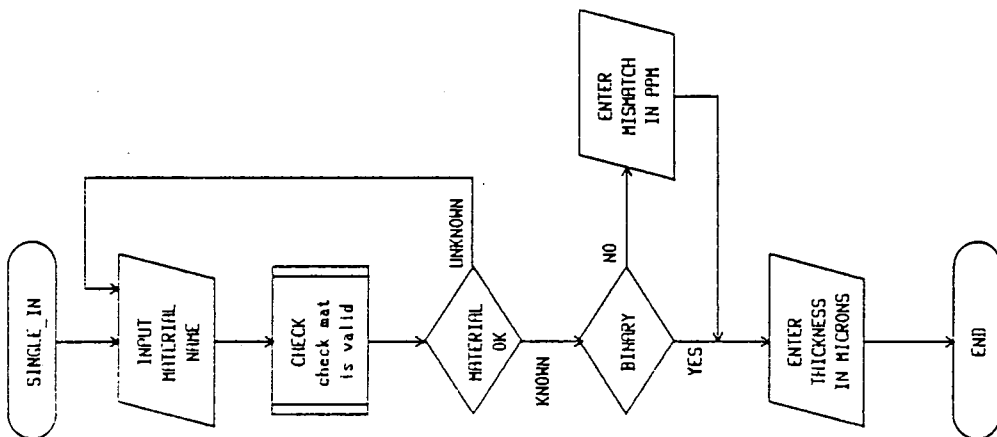 SINGLE_IN
INPUT
MATERIAL
NAME
CHECK
check mat
is valid
MATERIAL
OK
UNKNOWN
KNOWN
BINARY
NO
YES
ENTER
MISMATCH
IN PPM
ENTER
THICKNESS
IN MICRONS
END